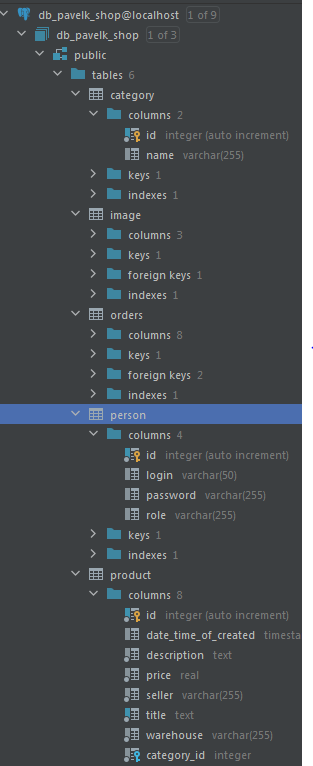 db_pavelk_shop@localhost 1 of 9
db_pavelk_shop 1 of 3
public
tables 6
category
columns 2
id integer (auto increment)
name varchar(255)
keys 1
indexes 1
image
columns 3
keys 1
foreign keys 1
indexes 1
orders
columns 8
keys 1
foreign keys 2
indexes 1
person
columns 4
id integer (auto increment)
login varchar(50)
password varchar(255)
role varchar(255)
keys 1
indexes 1
product
columns 8
id integer (auto increment)
date_time_of_created timesta
description text
price real
seller varchar(255)
title text
warehouse varchar(255)
category_id integer